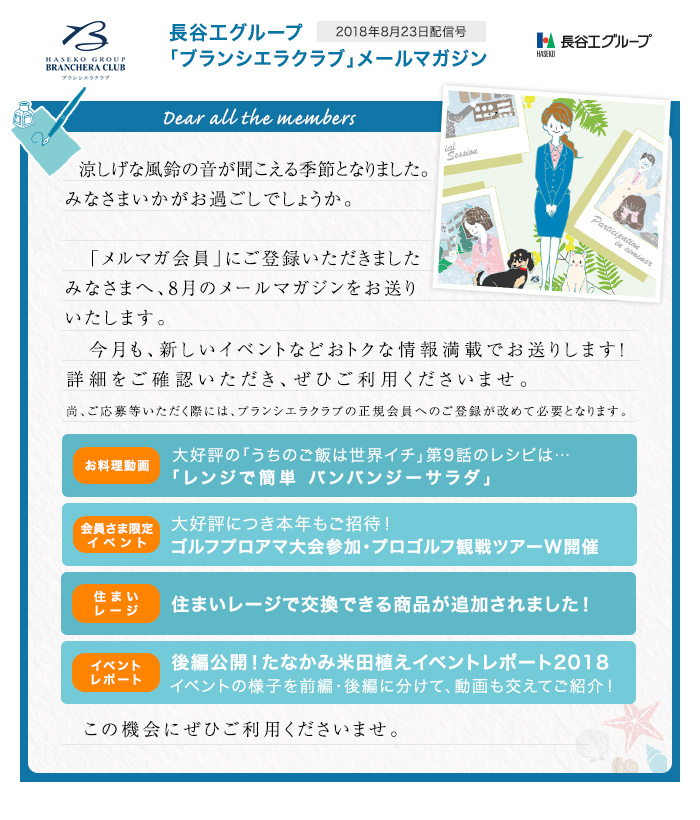 HASEKO GROUP
BRANCHERA CLUB
ブランシエラクラブ
長谷工グループ
2018年8月23日配信号
「ブランシエラクラブ」メールマガジン
HASEKO
長谷工グループ
Dear all the members
ial
Session
Participation
in seminar
涼しげな風鈴の音が聞こえる季節となりました。
みなさまいかがお過ごしでしょうか。
「メルマガ会員」にご登録いただきました
みなさまへ、8月のメールマガジンをお送り
いたします。
今月も、新しいイベントなどおトクな情報満載でお送りします!
詳細をご確認いただき、ぜひご利用くださいませ。
尚、ご応募等いただく際には、ブランシエラクラブの正規会員へのご登録が改めて必要となります。
お料理動画
大好評の「うちのご飯は世界イチ」第9話のレシピは…
「レンジで簡単 バンバンジーサラダ」
会員さま限定
イベント
大好評につき本年もご招待!
ゴルフプロアマ大会参加・プロゴルフ観戦ツアーW開催
住まい
レージ
住まいレージで交換できる商品が追加されました!
イベント
レポート
後編公開!たなかみ米田植えイベントレポート2018
イベントの様子を前編・後編に分けて、動画も交えてご紹介!
この機会にぜひご利用くださいませ。